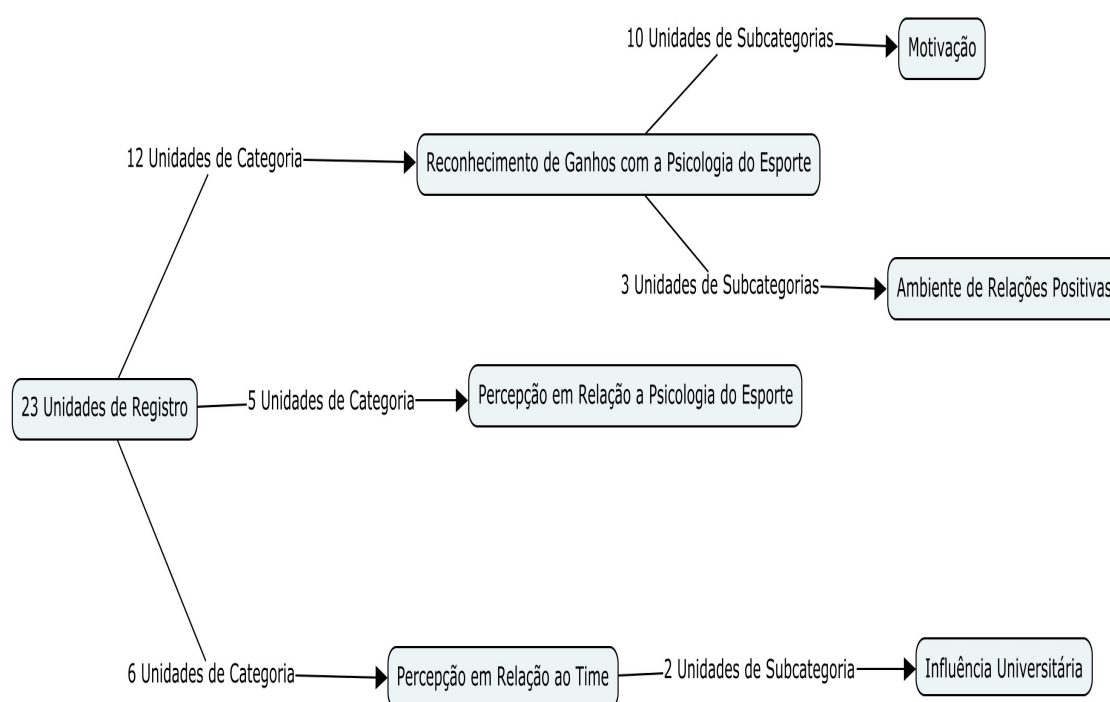 10 Unidades de Subcategorias
Motivação
12 Unidades de Categoria
Reconhecimento de Ganhos com a Psicologia do Esporte
3 Unidades de Subcategorias
Ambiente de Relações Positivas
23 Unidades de Registro
5 Unidades de Categoria
Percepção em Relação a Psicologia do Esporte
6 Unidades de Categoria
Percepção em Relação ao Time
2 Unidades de Subcategoria
Influência Universitária